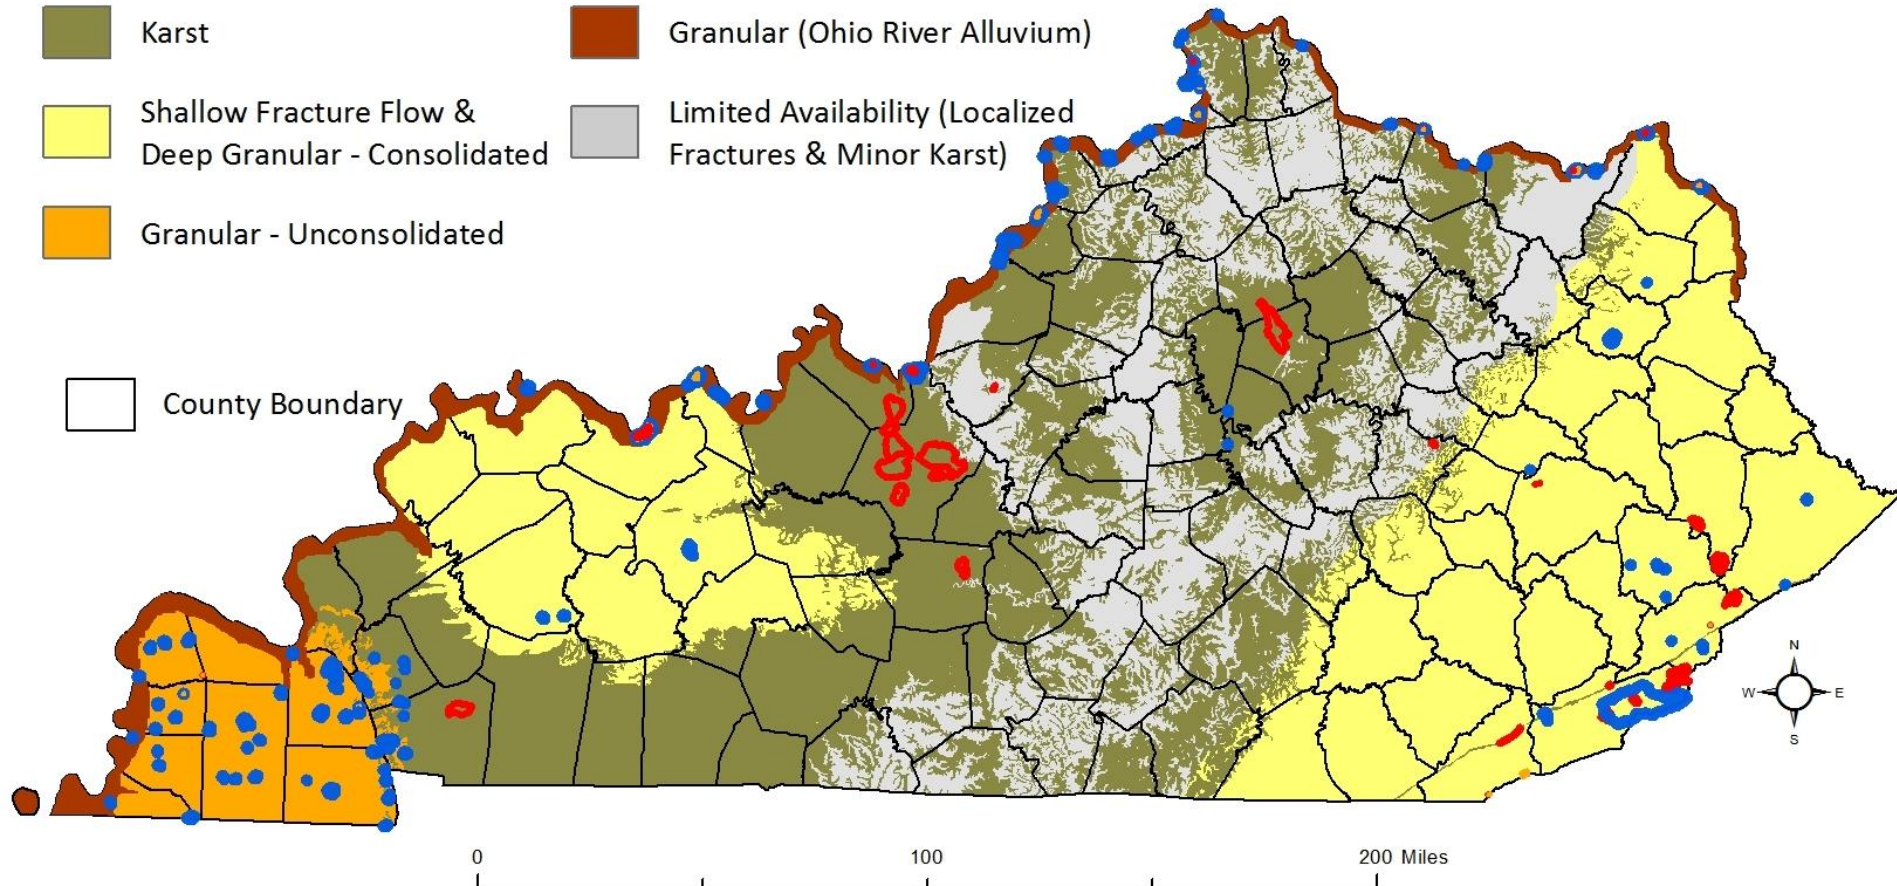 Karst
Granular (Ohio River Alluvium)
Shallow Fracture Flow &
Deep Granular - Consolidated
Limited Availability (Localized
Fractures & Minor Karst)
Granular - Unconsolidated
County Boundary
N
W
E
S
0
100
200 Miles